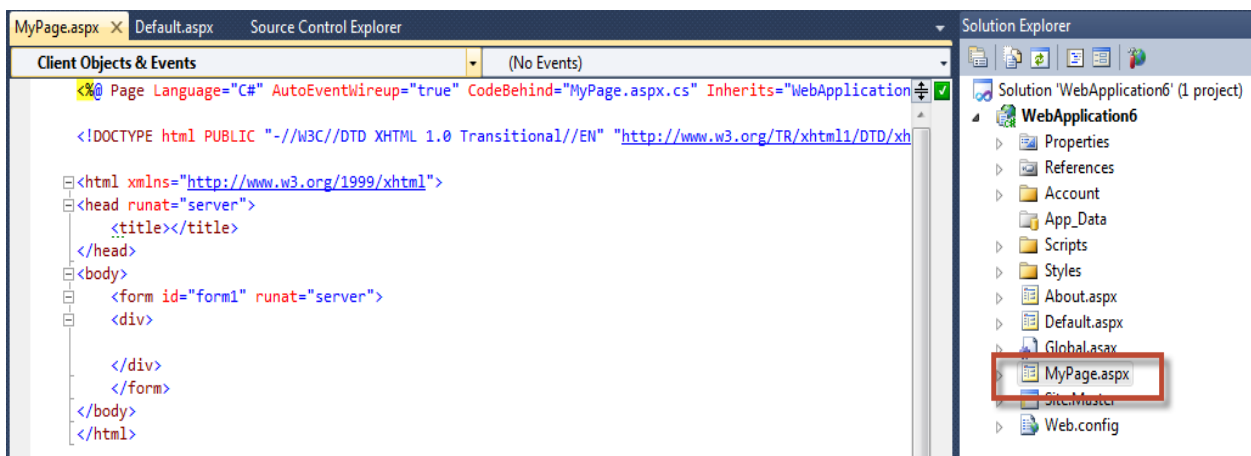 MyPage.aspx X Default.aspx Source Control Explorer
Client Objects & Events (No Events)
<%@ Page Language="C#" AutoEventWireup="true" CodeBehind="MyPage.aspx.cs" Inherits="WebApplication
<!DOCTYPE html PUBLIC "-//W3C//DTD XHTML 1.0 Transitional//EN" "http://www.w3.org/TR/xhtml1/DTD/xh
<html xmlns="http://www.w3.org/1999/xhtml">
<head runat="server">
<title></title>
</head>
<body>
<form id="form1" runat="server">
<div>
</div>
</form>
</body>
</html>
Solution Explorer
Solution 'WebApplication6' (1 project)
WebApplication6
Properties
References
Account
App_Data
Scripts
Styles
About.aspx
Default.aspx
Global.asax
MyPage.aspx
Site.Master
Web.config